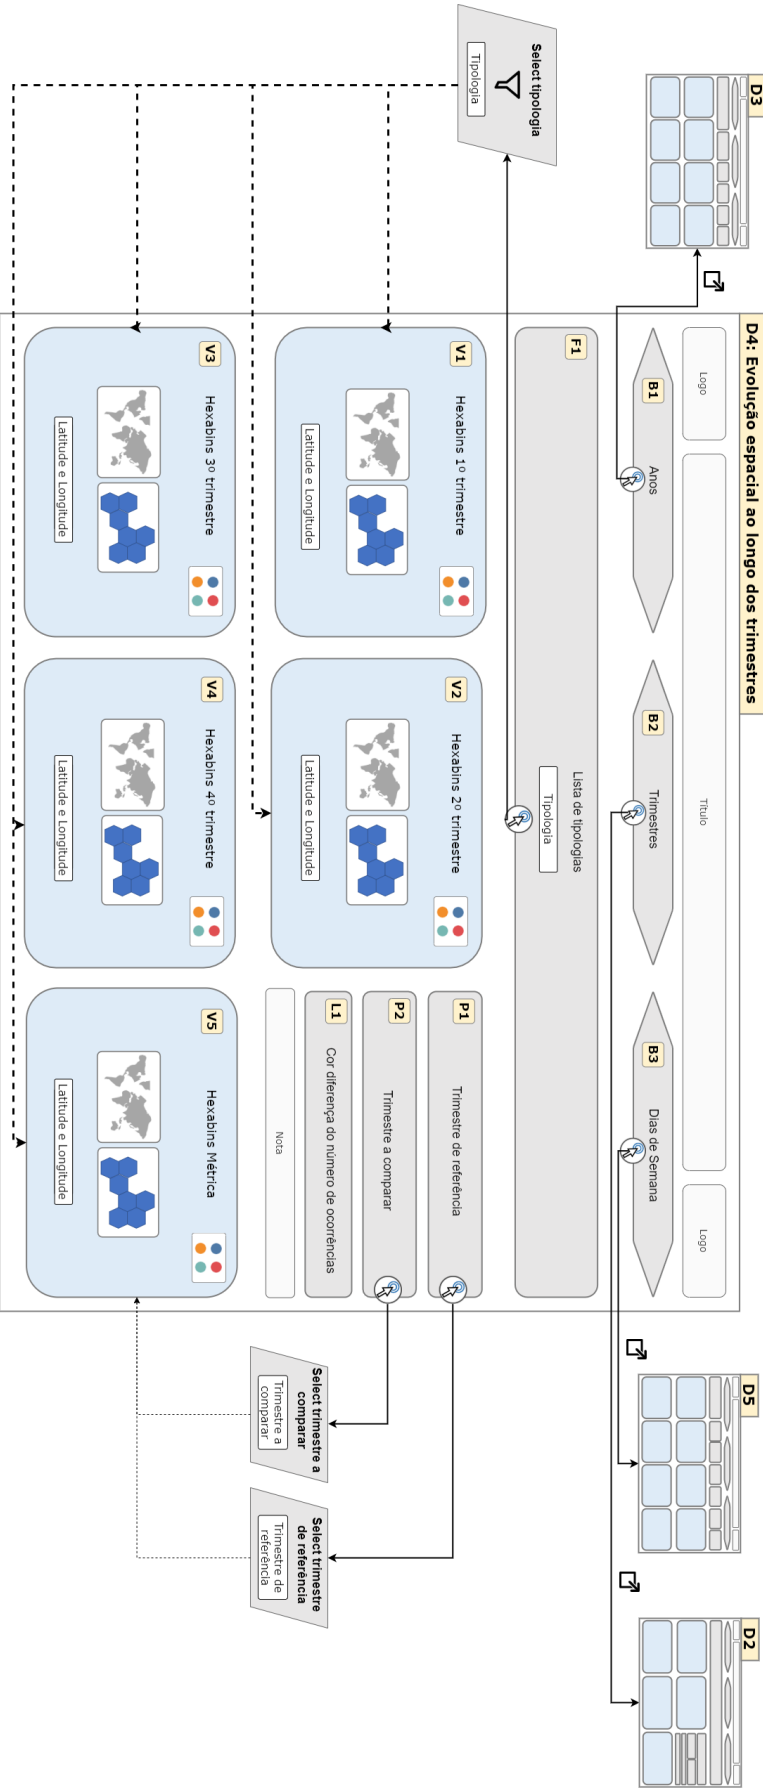 D3
D4: Evolução espacial ao longo dos trimestres
D5
D2
Logo
Título
Logo
B1
Anos
B2
Trimestres
B3
Dias de Semana
Select tipologia
Tipologia
F1
Lista de tipologias
Tipologia
V1
Hexabins 1º trimestre
Latitude e Longitude
V2
Hexabins 2º trimestre
Latitude e Longitude
P1
Trimestre de referência
P2
Trimestre a comparar
L1
Cor diferença do número de ocorrências
Nota
V3
Hexabins 3º trimestre
Latitude e Longitude
V4
Hexabins 4º trimestre
Latitude e Longitude
V5
Hexabins Métrica
Latitude e Longitude
Select trimestre a
comparar
Trimestre a
comparar
Select trimestre
de referência
Trimestre de
referência